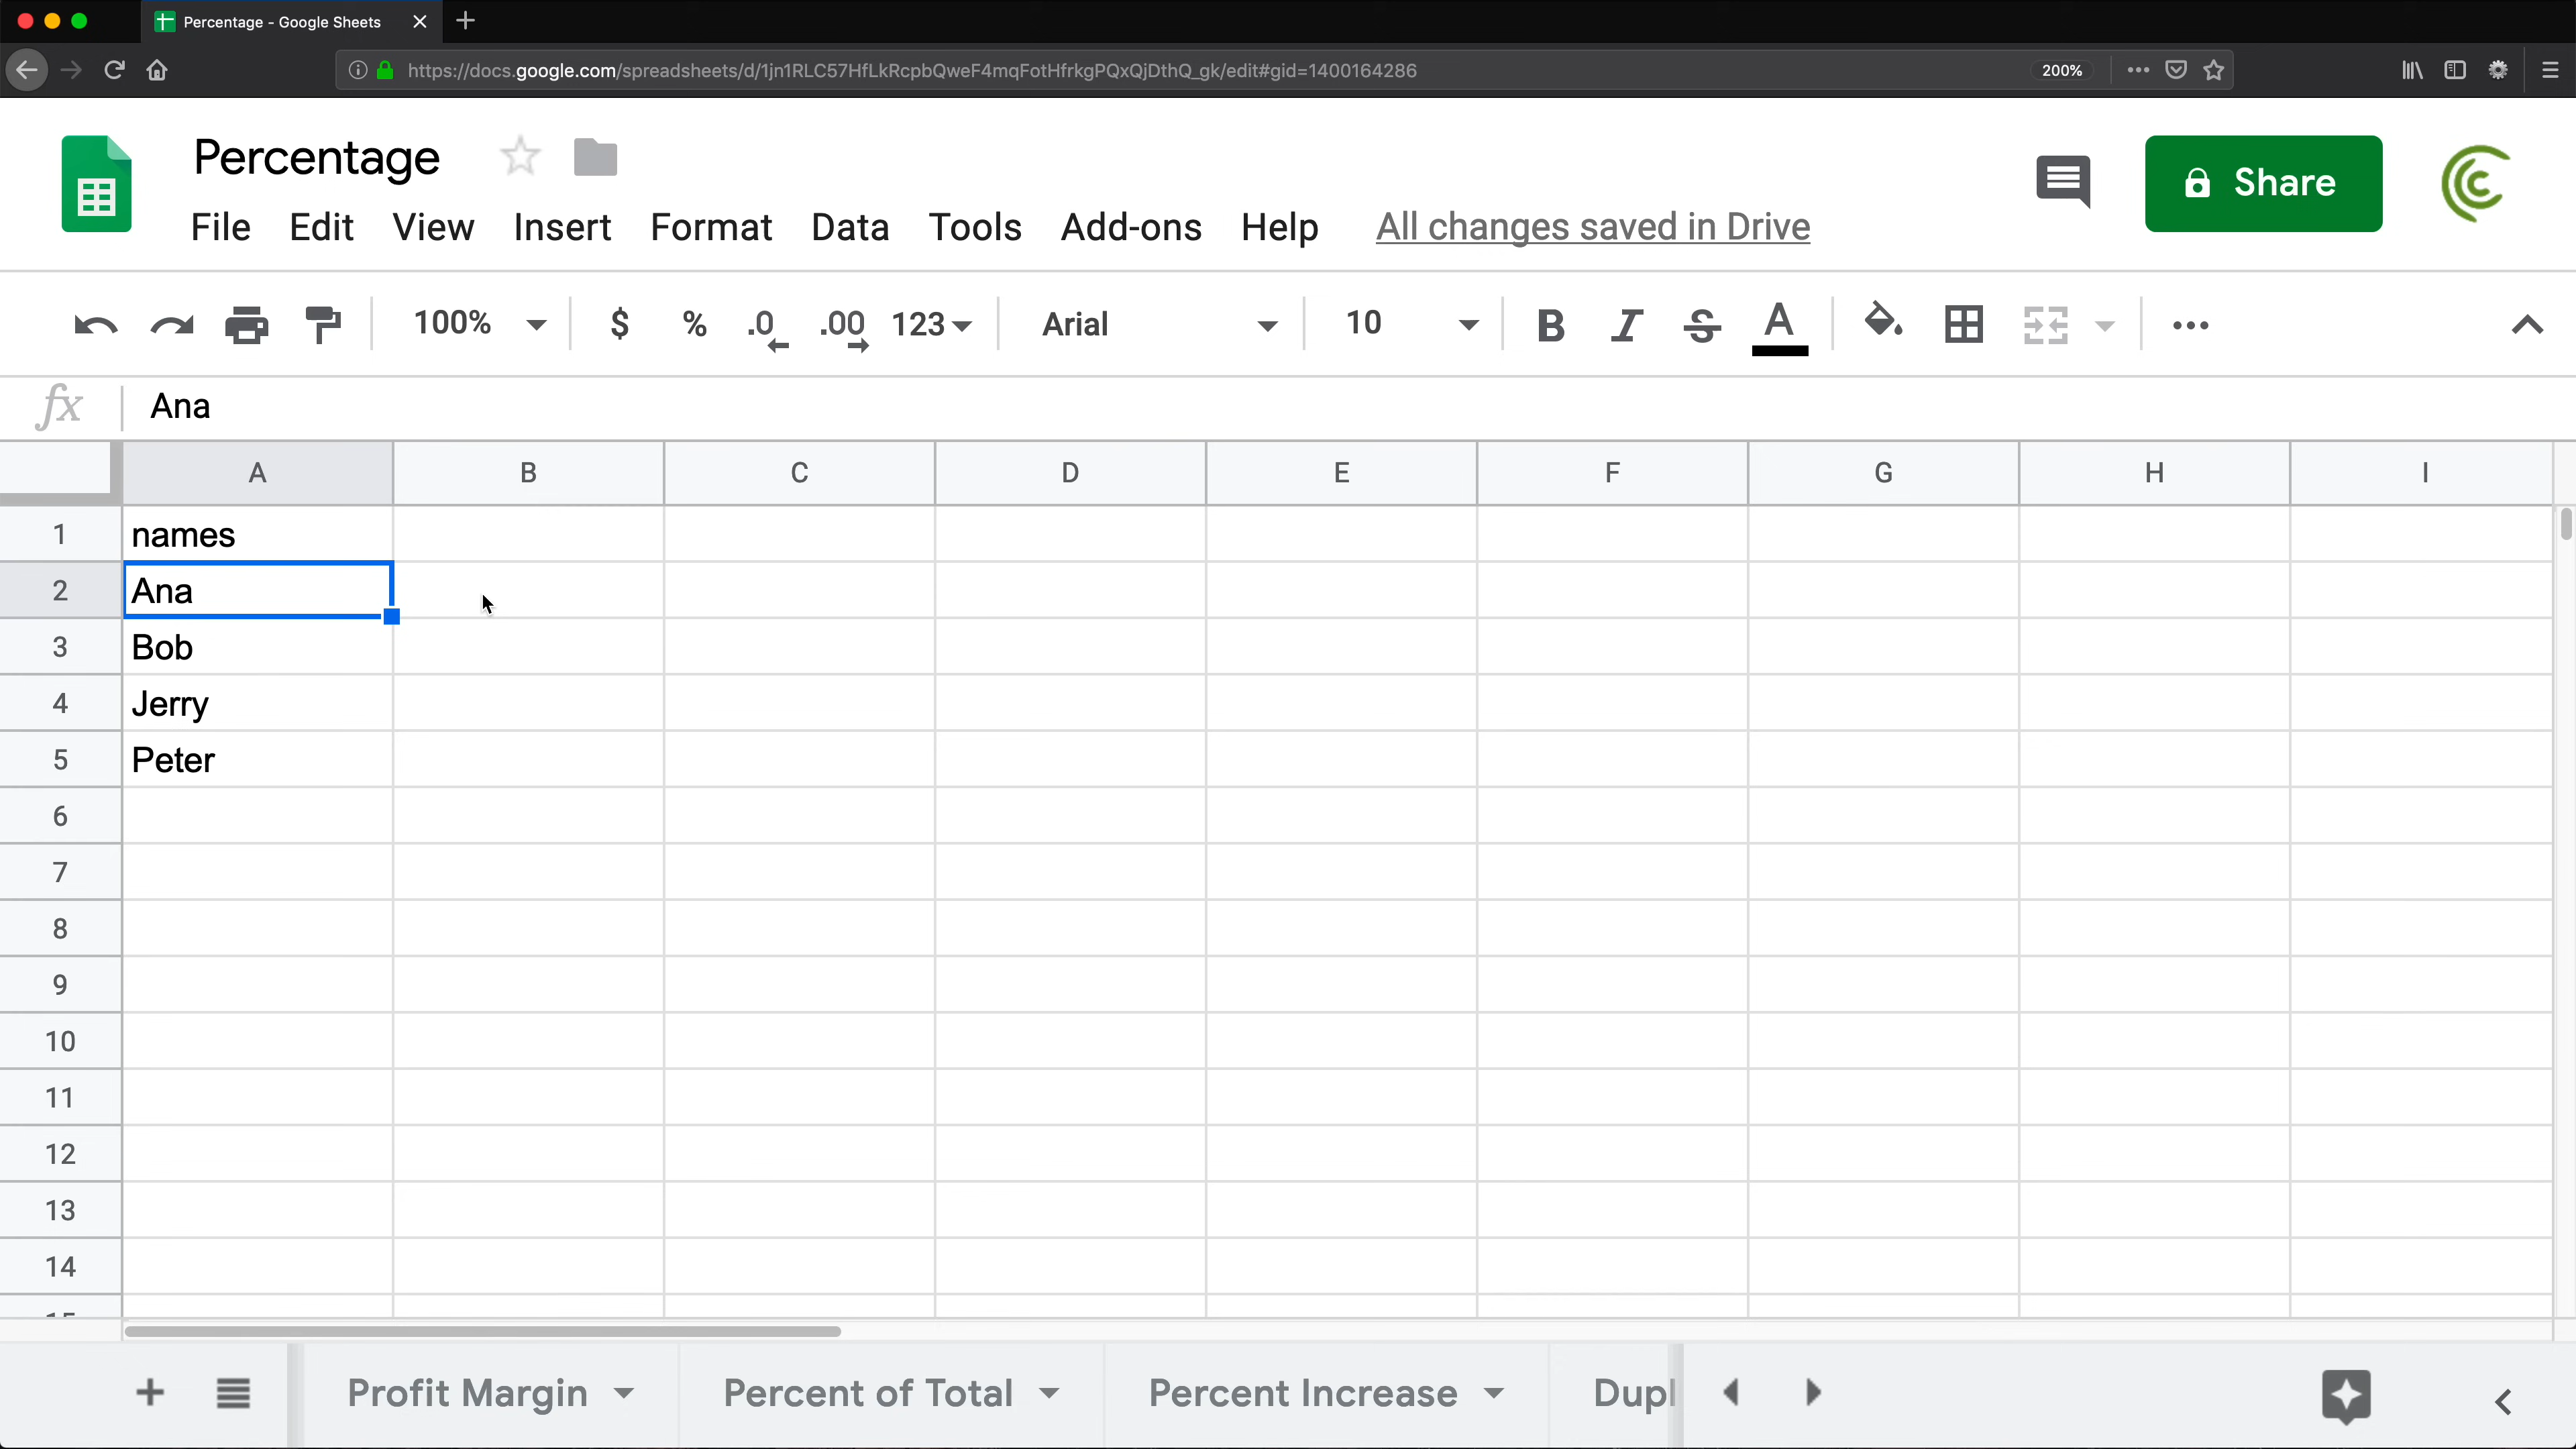 Percentage - Google Sheets
https://docs.google.com/spreadsheets/d/1jn1RLC57HfLkRcpbQweF4mqFotHfrkgPQxQjDthQ_gk/edit#gid=1400164286 200%
Percentage
File Edit View Insert Format Data Tools Add-ons Help All changes saved in Drive
Share
100% $ % .0 .00 123 Arial 10 B I S A
fx Ana
A B C D E F G H I
1 names
2 Ana
3 Bob
4 Jerry
5 Peter
6
7
8
9
10
11
12
13
14
Profit Margin Percent of Total Percent Increase Dupl